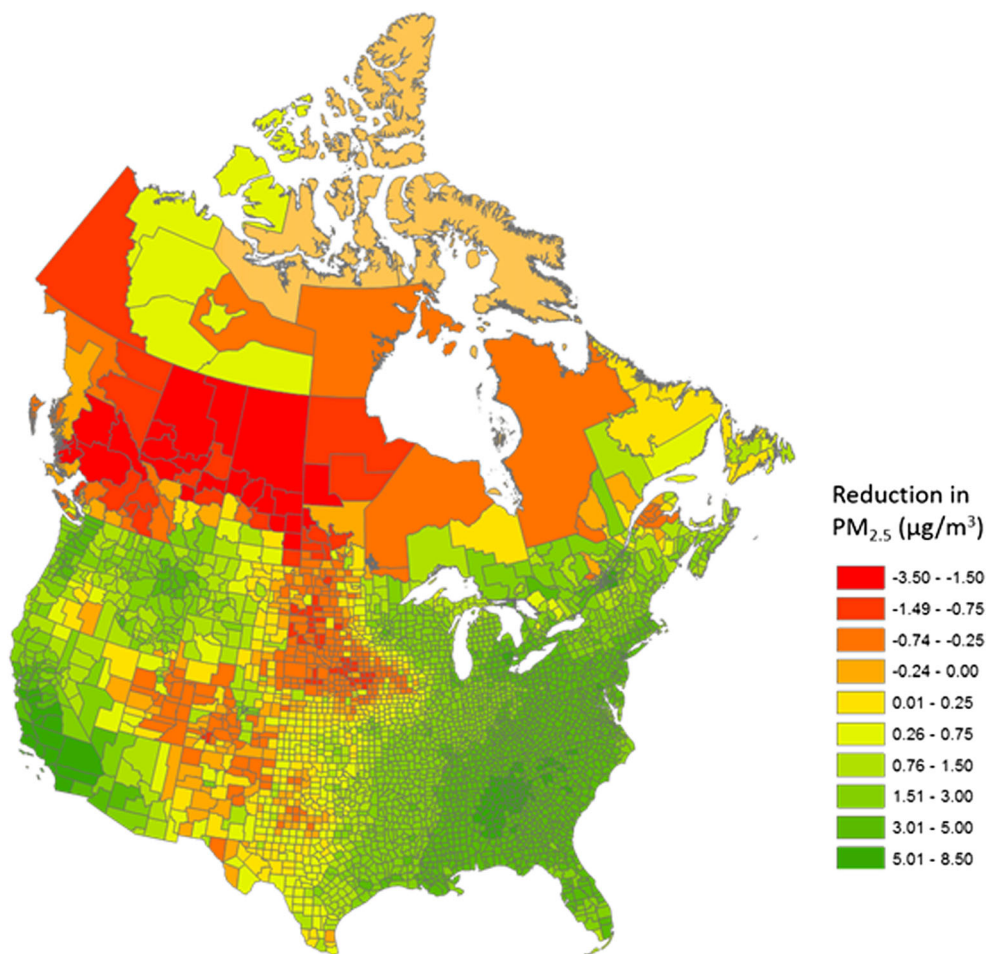 Reduction in
PM₂.₅ (μg/m³)
-3.50 - -1.50
-1.49 - -0.75
-0.74 - -0.25
-0.24 - 0.00
0.01 - 0.25
0.26 - 0.75
0.76 - 1.50
1.51 - 3.00
3.01 - 5.00
5.01 - 8.50